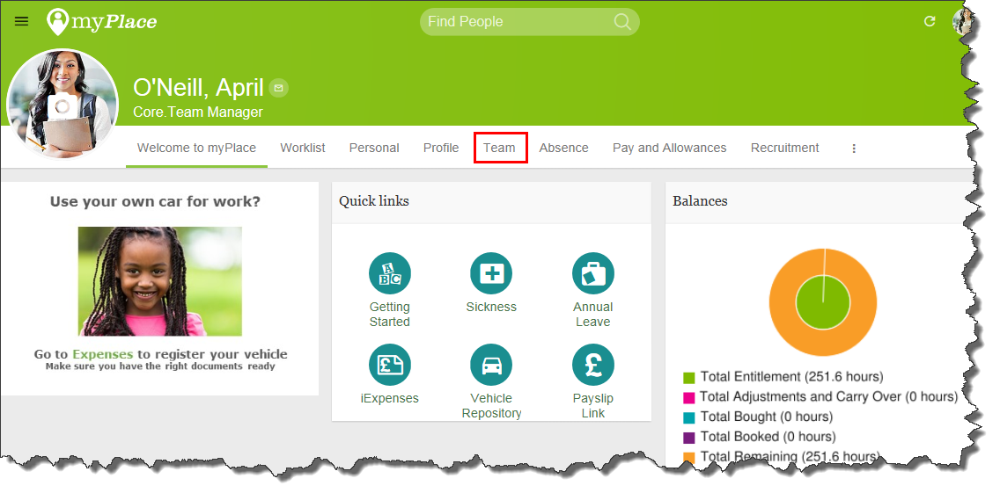 myPlace
Find People
O'Neill, April
Core.Team Manager
Welcome to myPlace
Worklist
Personal
Profile
Team
Absence
Pay and Allowances
Recruitment
Use your own car for work?
Go to Expenses to register your vehicle
Make sure you have the right documents ready
Quick links
A
B C
Getting
Started
Sickness
Annual
Leave
£
iExpenses
Vehicle
Repository
£
Payslip
Link
Balances
Total Entitlement (251.6 hours)
Total Adjustments and Carry Over (0 hours)
Total Bought (0 hours)
Total Booked (0 hours)
Total Remaining (251.6 hours)